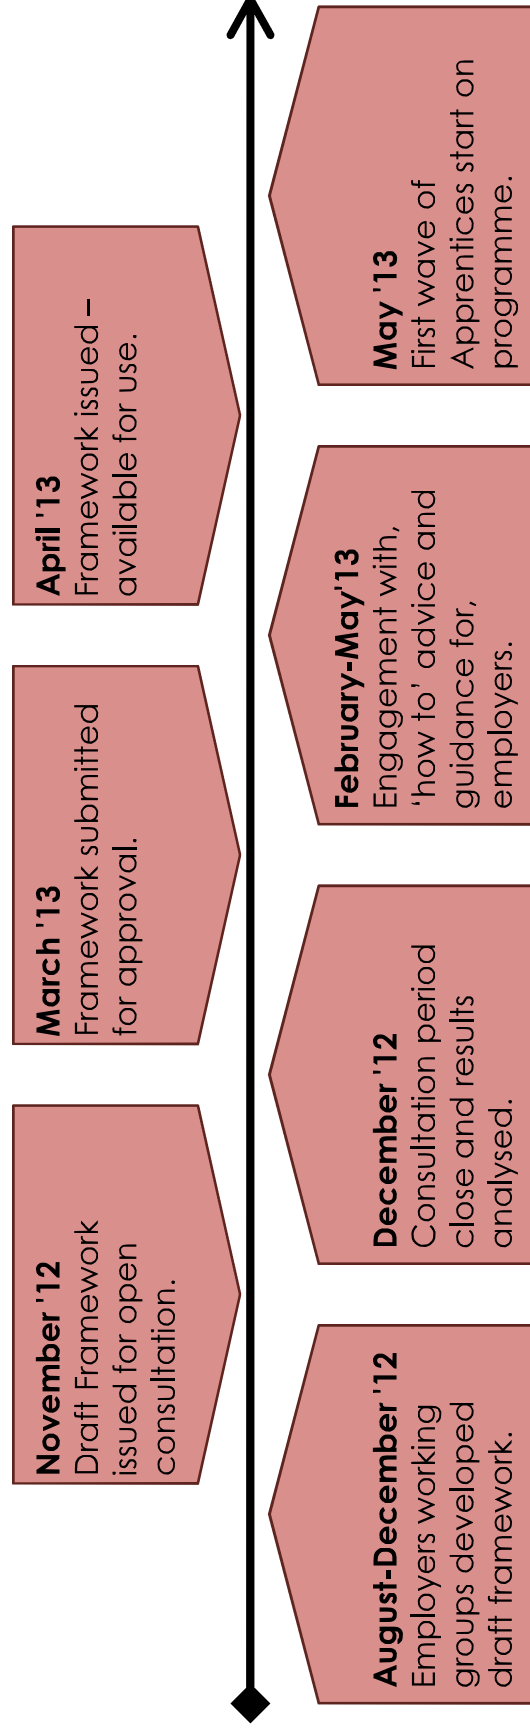 August-December '12
Employers working
groups developed
draft framework.
November '12
Draft Framework
issued for open
consultation.
December '12
Consultation period
close and results
analysed.
March '13
Framework submitted
for approval.
February-May'13
Engagement with,
‘how to’ advice and
guidance for,
employers.
April '13
Framework issued –
available for use.
May '13
First wave of
Apprentices start on
programme.